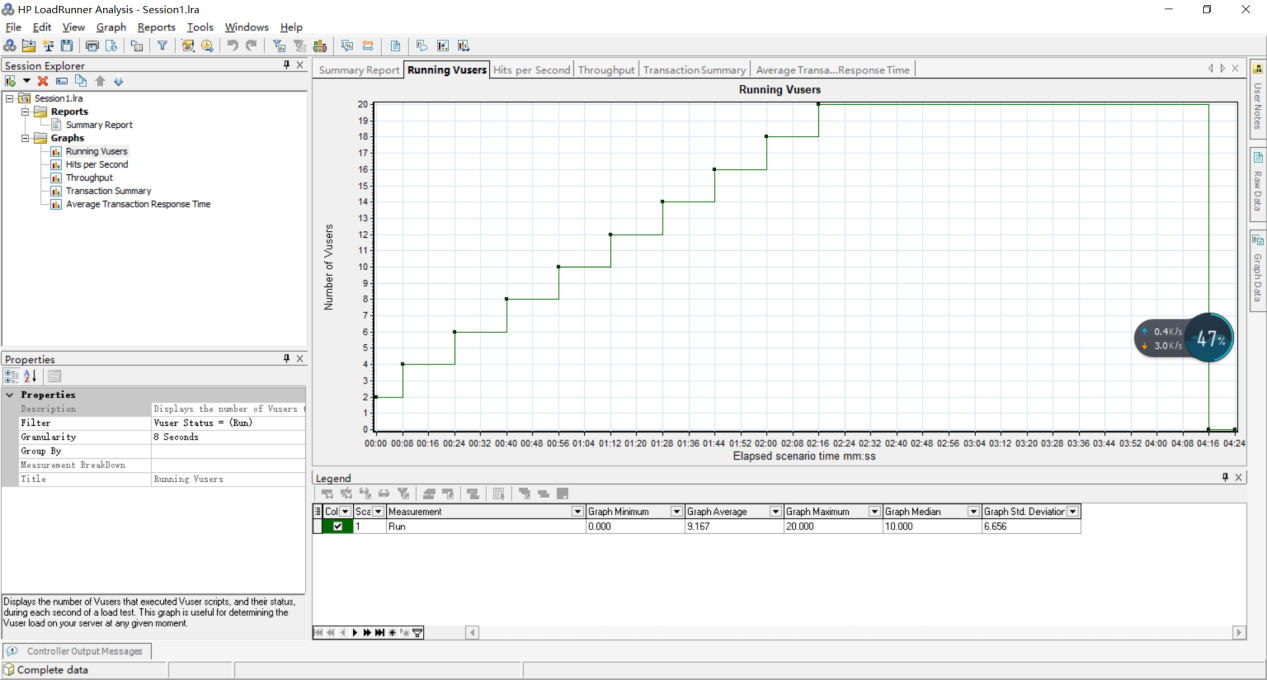 HP LoadRunner Analysis - Session1.lra
File Edit View Graph Reports Tools Windows Help
Session Explorer
Session1.lra
Reports
Summary Report
Graphs
Running Vusers
Hits per Second
Throughput
Transaction Summary
Average Transaction Response Time
Properties
Properties
Description Displays the number of Vusers
Filter Vuser Status = (Run)
Granularity 8 Seconds
Group By
Measurement BreakDown
Title Running Vusers
Displays the number of Vusers that executed Vuser scripts, and their status,
during each second of a load test. This graph is useful for determining the
Vuser load on your server at any given moment.
Summary Report Running Vusers Hits per Second Throughput Transaction Summary Average Transa...Response Time
Running Vusers
Number of Vusers
20
19
18
17
16
15
14
13
12
11
10
9
8
7
6
5
4
3
2
1
0
00:00 00:08 00:16 00:24 00:32 00:40 00:48 00:56 01:04 01:12 01:20 01:28 01:36 01:44 01:52 02:00 02:08 02:16 02:24 02:32 02:40 02:48 02:56 03:04 03:12 03:20 03:28 03:36 03:44 03:52 04:00 04:08 04:16 04:24
Elapsed scenario time mm:ss
0.4K/s
3.0K/s
47%
User Notes
Raw Data
Graph Data
Legend
Col Sca Measurement Graph Minimum Graph Average Graph Maximum Graph Median Graph Std. Deviation
1 Run 0.000 9.167 20.000 10.000 6.656
Controller Output Messages
Complete data